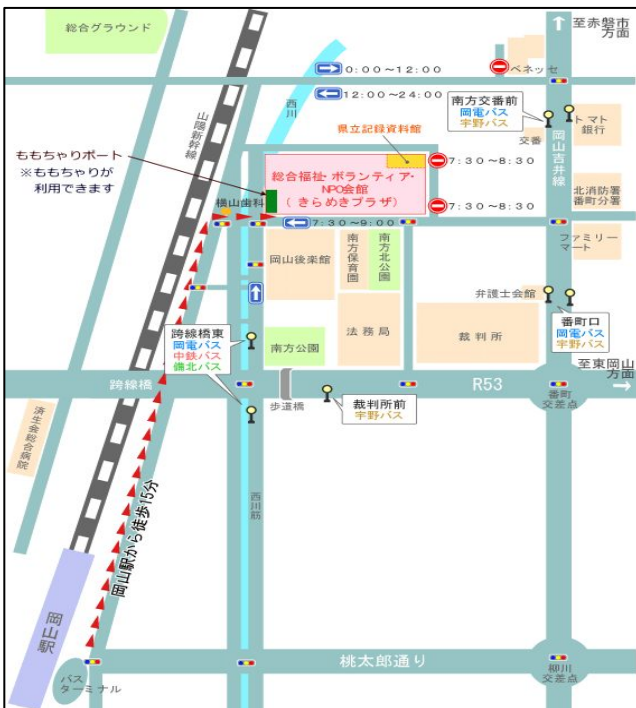 総合グラウンド
至赤磐市
方面
ベネッセ
0:00～12:00
12:00～24:00
西川
山陽新幹線
南方交番前
岡電バス
宇野バス
交番
トマト
銀行
岡山吉井線
県立記録資料館
ももちゃりポート
※ももちゃりが
利用できます
総合福祉・ボランティア・
NPO会館
（きらめきプラザ）
7:30～8:30
7:30～8:30
北消防署
番町分署
横山歯科
7:30～9:00
ファミリー
マート
岡山後楽館
南方保育園
南方北公園
弁護士会館
跨線橋東
岡電バス
中鉄バス
備北バス
南方公園
法務局
裁判所
番町口
岡電バス
宇野バス
至東岡山
方面
跨線橋
R53
番町
交差点
歩道橋
裁判所前
宇野バス
済生会総合病院
岡山駅から徒歩15分
西川筋
岡山駅
桃太郎通り
柳川
交差点
バス
ターミナル